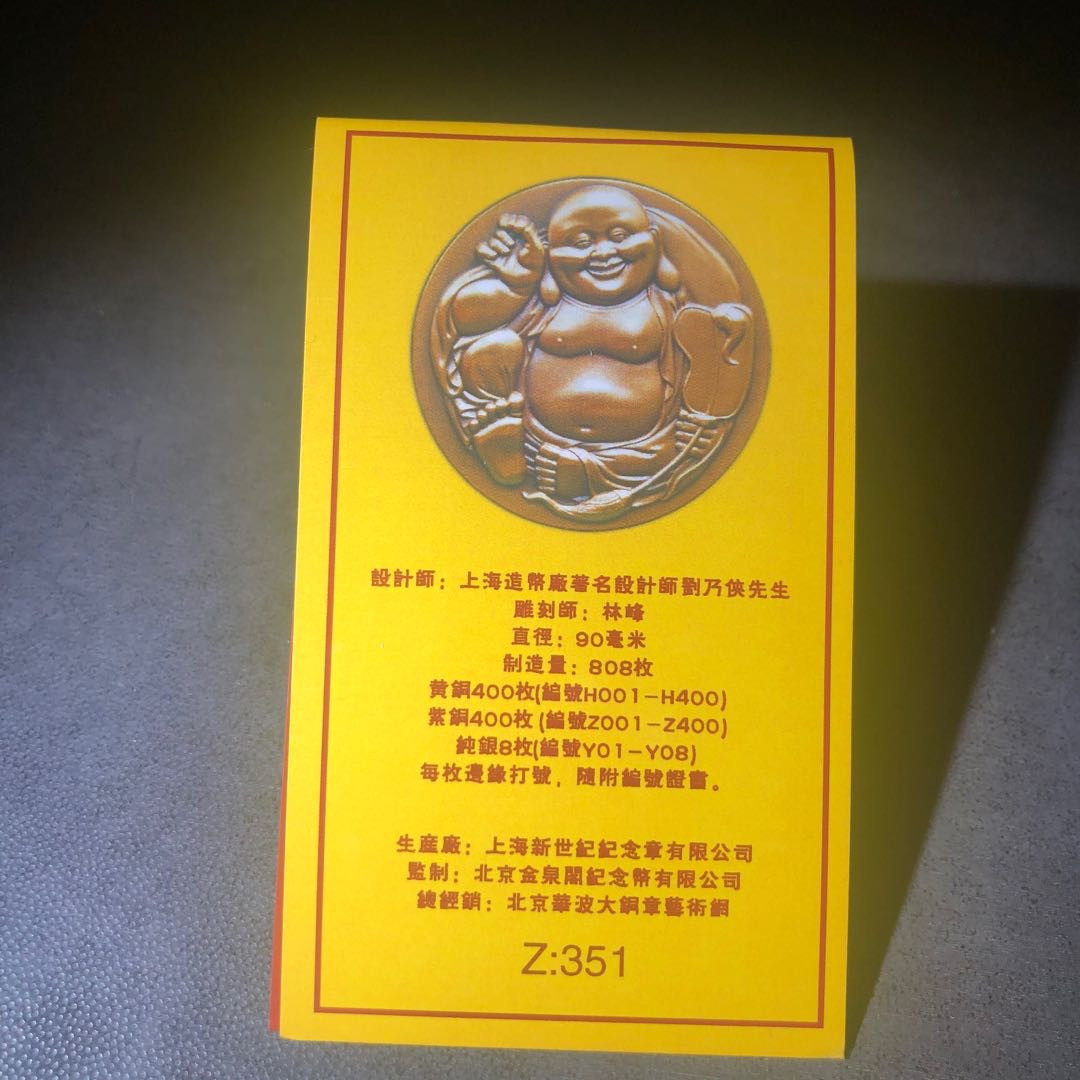 設計師：上海造幣廠著名設計師劉乃俠先生
雕刻師：林峰
直徑：90毫米
制造量：808枚
黄銅400枚(編號H001-H400)
紫銅400枚(編號Z001-Z400)
純銀8枚(編號Y01-Y08)
每枚邊緣打號，隨附編號證書。
生産廠：上海新世紀紀念章有限公司
監制：北京金泉閣紀念幣有限公司
總經銷：北京華波大銅章藝術網
Z:351